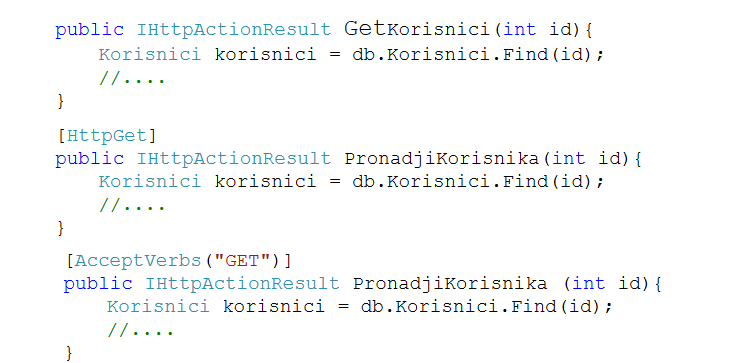 public IHttpActionResult GetKorisnici(int id){
Korisnici korisnici = db.Korisnici.Find(id);
//....
}
[HttpGet]
public IHttpActionResult PronadjiKorisnika(int id){
Korisnici korisnici = db.Korisnici.Find(id);
//....
}
[AcceptVerbs("GET")]
public IHttpActionResult PronadjiKorisnika (int id){
Korisnici korisnici = db.Korisnici.Find(id);
//....
}